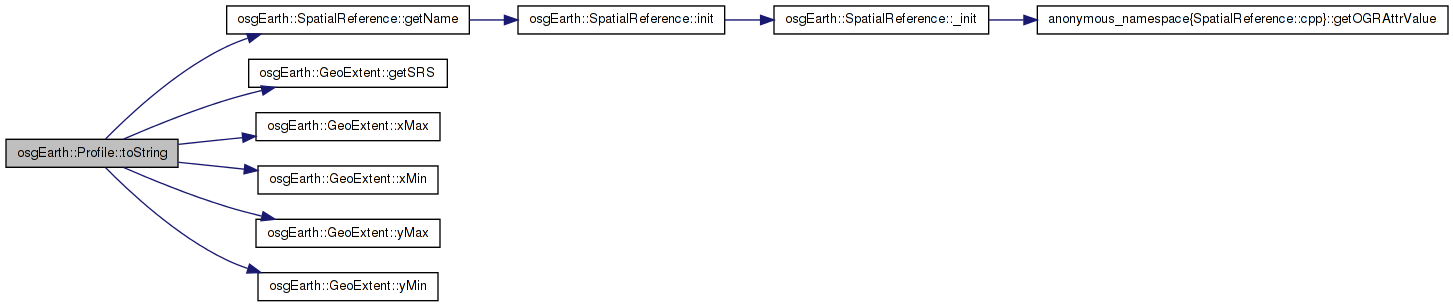 osgEarth::SpatialReference::getName
osgEarth::SpatialReference::init
osgEarth::SpatialReference::_init
anonymous_namespace{SpatialReference::cpp}::getOGRAttrValue
osgEarth::GeoExtent::getSRS
osgEarth::GeoExtent::xMax
osgEarth::Profile::toString
osgEarth::GeoExtent::xMin
osgEarth::GeoExtent::yMax
osgEarth::GeoExtent::yMin